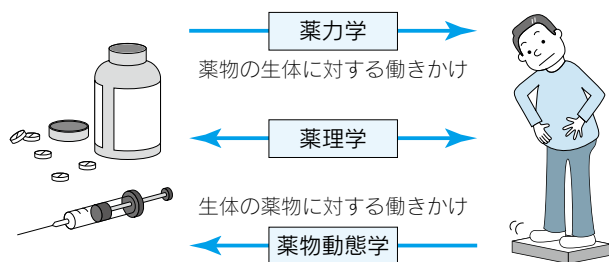 薬力学
薬物の生体に対する働きかけ
薬理学
生体の薬物に対する働きかけ
薬物動態学